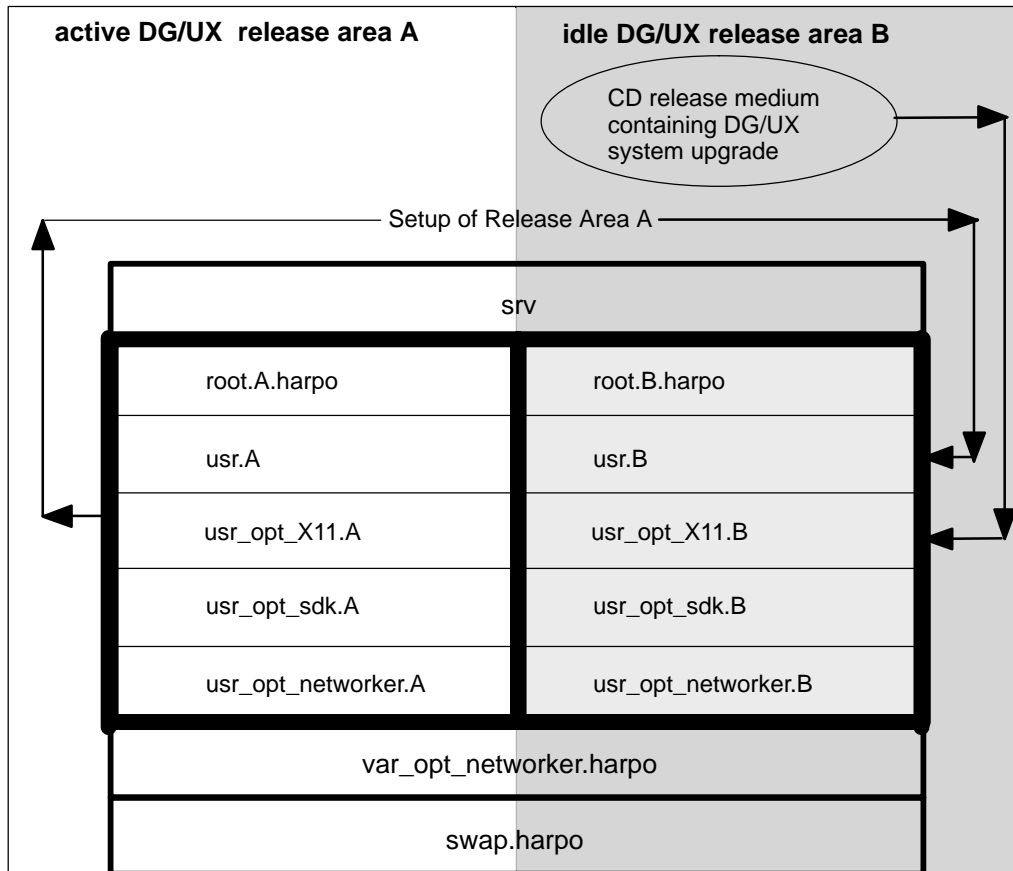 active DG/UX  release area A
idle DG/UX release area B
CD release medium
containing DG/UX
system upgrade
Setup of Release Area A
srv
root.A.harpo
root.B.harpo
usr.A
usr.B
usr_opt_X11.A
usr_opt_X11.B
usr_opt_sdk.A
usr_opt_sdk.B
usr_opt_networker.A
usr_opt_networker.B
var_opt_networker.harpo
swap.harpo